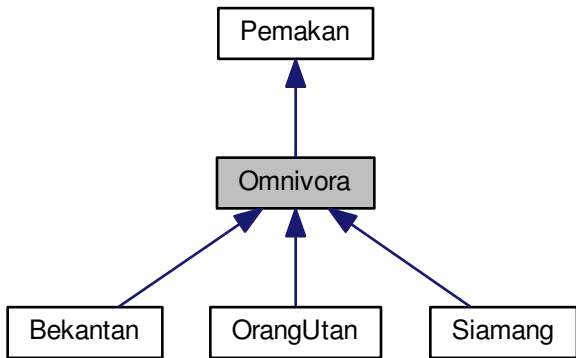 Pemakan
Omnivora
Bekantan
OrangUtan
Siamang